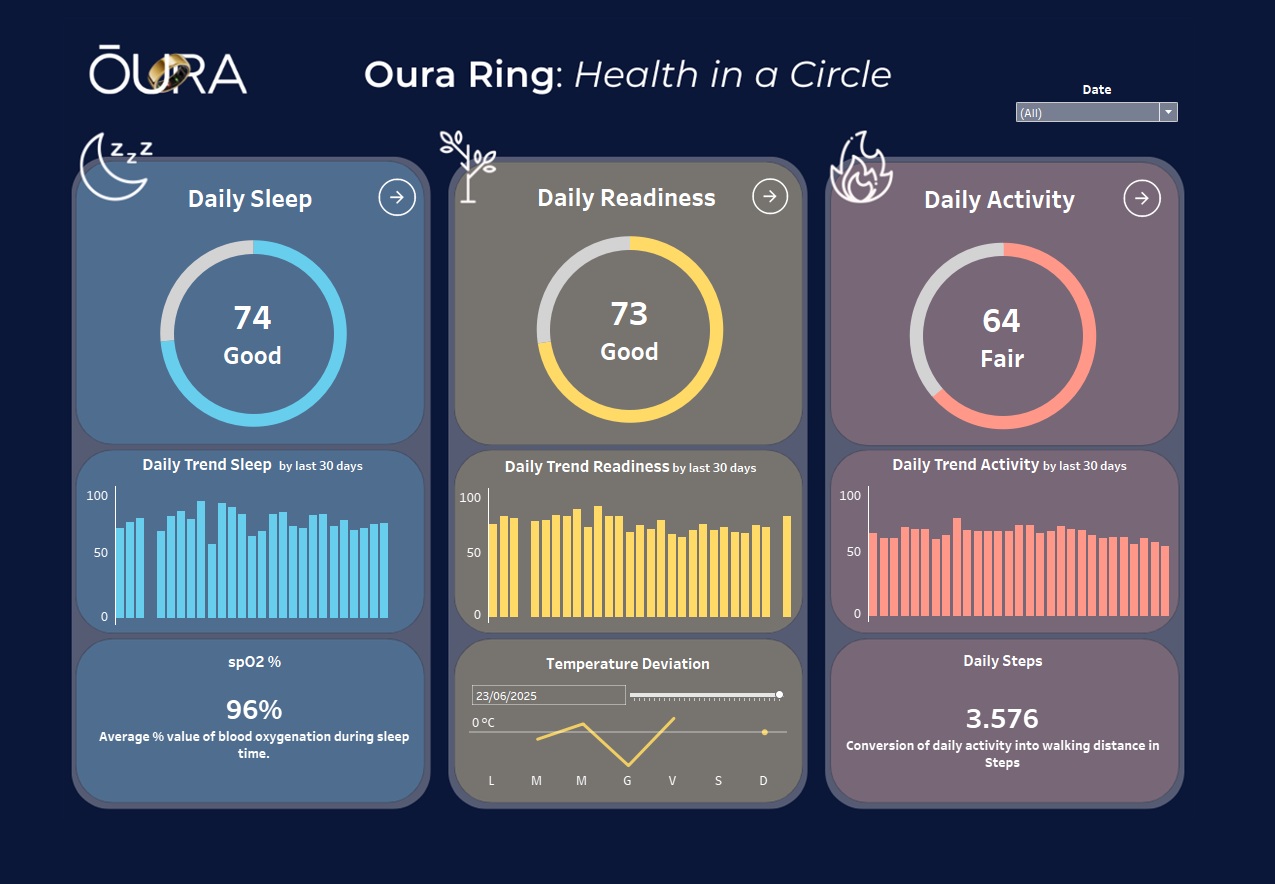 ŌURA
Oura Ring: Health in a Circle
Date
(All)
zzz
Daily Sleep
74
Good
Daily Trend Sleep by last 30 days
100
50
0
spO2 %
96%
Average % value of blood oxygenation during sleep
time.
Daily Readiness
73
Good
Daily Trend Readiness by last 30 days
100
50
0
Temperature Deviation
23/06/2025
0 ºC
L M M G V S D
Daily Activity
64
Fair
Daily Trend Activity by last 30 days
100
50
0
Daily Steps
3.576
Conversion of daily activity into walking distance in
Steps